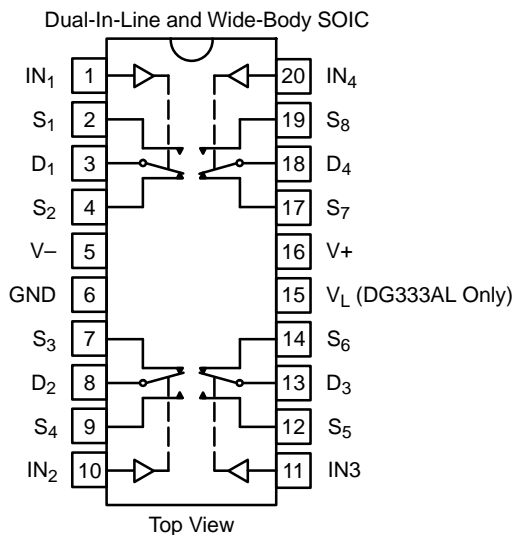 Dual-In-Line and Wide-Body SOIC
IN1 1 20 IN4
S1 2 19 S8
D1 3 18 D4
S2 4 17 S7
V– 5 16 V+
GND 6 15 VL (DG333AL Only)
S3 7 14 S6
D2 8 13 D3
S4 9 12 S5
IN2 10 11 IN3
Top View